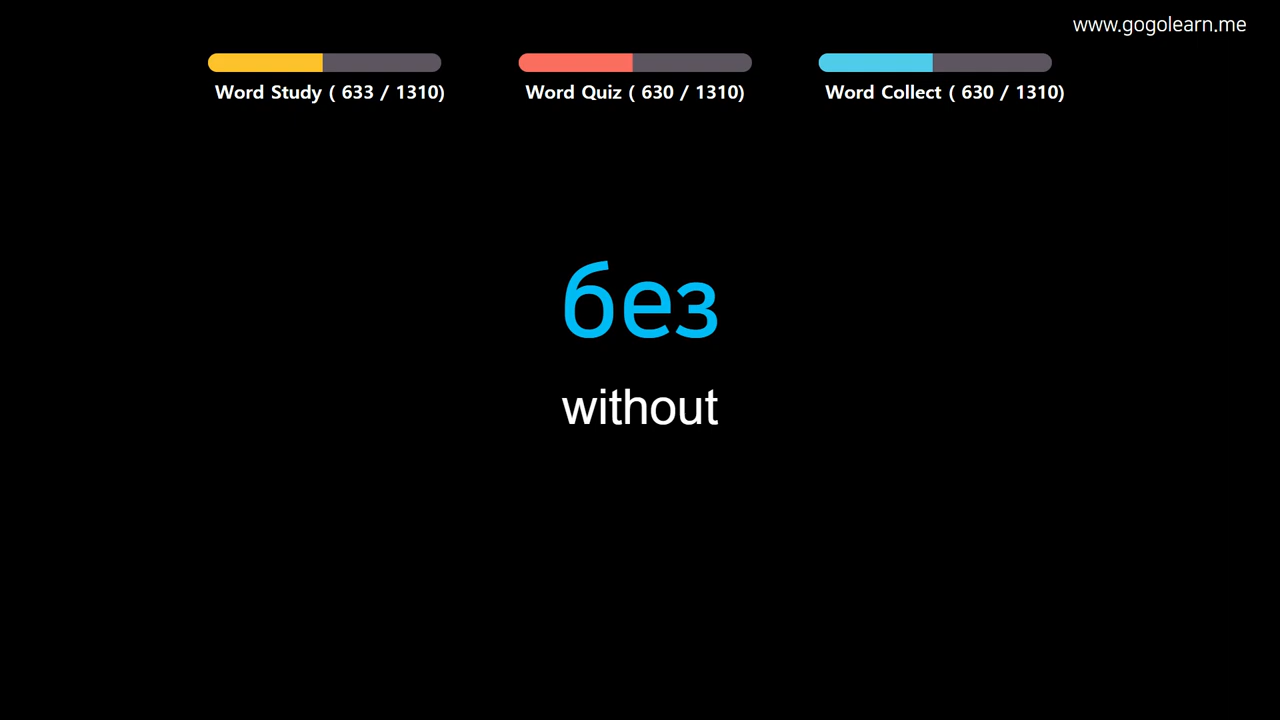 www.gogolearn.me
Word Study ( 633 / 1310)
Word Quiz ( 630 / 1310)
Word Collect ( 630 / 1310)
без
without